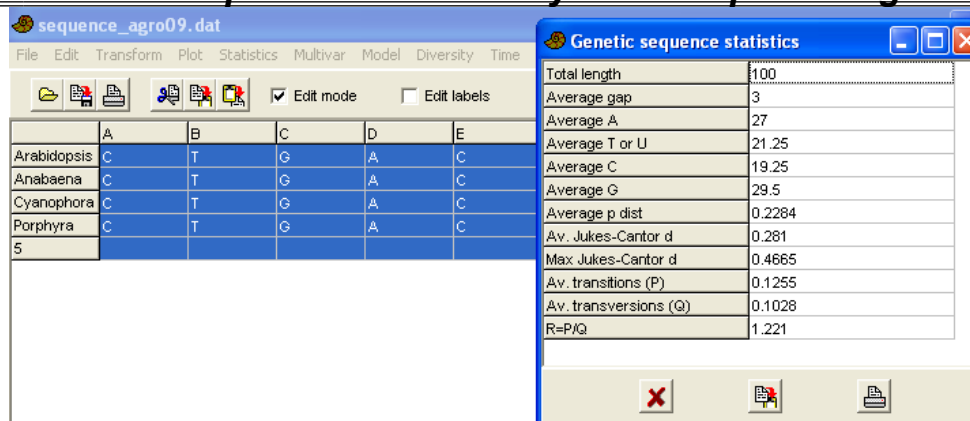 sequence_agro09.dat
File Edit Transform Plot Statistics Multivar Model Diversity Time
Edit mode Edit labels
A B C D E
Arabidopsis C T G A C
Anabaena C T G A C
Cyanophora C T G A C
Porphyra C T G A C
5
Genetic sequence statistics
Total length 100
Average gap 3
Average A 27
Average T or U 21.25
Average C 19.25
Average G 29.5
Average p dist 0.2284
Av. Jukes-Cantor d 0.281
Max Jukes-Cantor d 0.4665
Av. transitions (P) 0.1255
Av. transversions (Q) 0.1028
R=P/Q 1.221